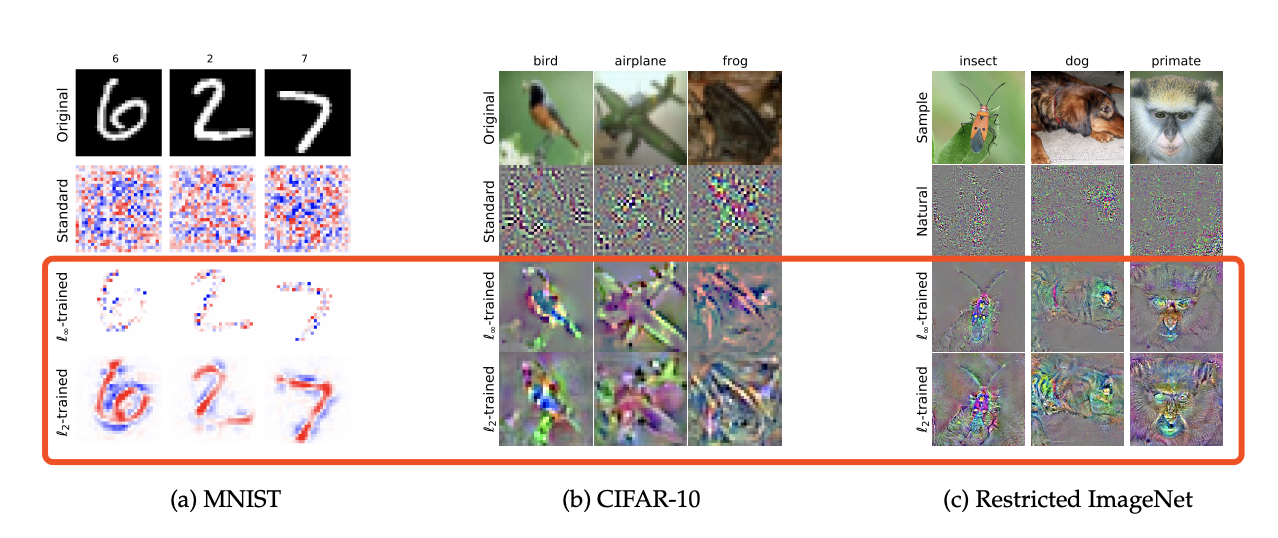 6 2 7
Original
Standard
ℓ∞-trained
ℓ2-trained
(a) MNIST
bird airplane frog
Original
Standard
ℓ∞-trained
ℓ2-trained
(b) CIFAR-10
insect dog primate
Sample
Natural
ℓ∞-trained
ℓ2-trained
(c) Restricted ImageNet